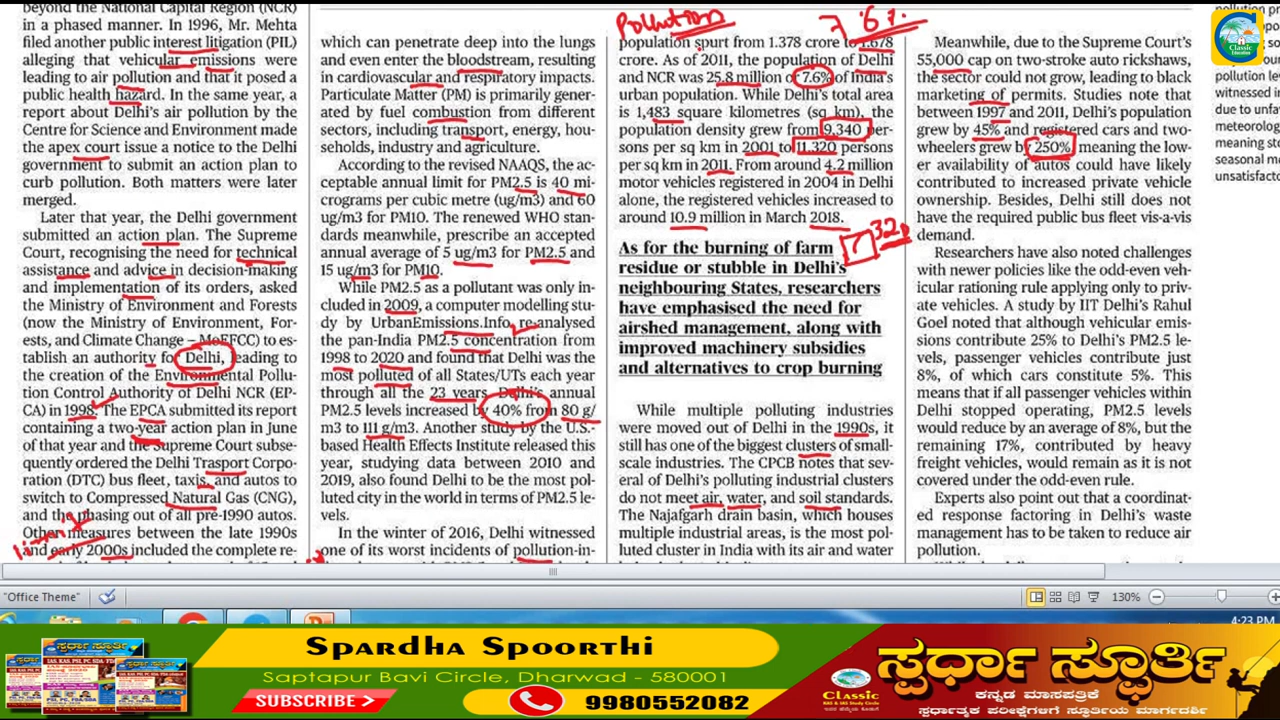 beyond the National Capital Region (NCR)
in a phased manner. In 1996, Mr. Mehta
filed another public interest litigation (PIL)
alleging that vehicular emissions were
leading to air pollution and that it posed a
public health hazard. In the same year, a
report about Delhi's air pollution by the
Centre for Science and Environment made
the apex court issue a notice to the Delhi
government to submit an action plan to
curb pollution. Both matters were later
merged.
Later that year, the Delhi government
submitted an action plan. The Supreme
Court, recognising the need for technical
assistance and advice in decision-making
and implementation of its orders, asked
the Ministry of Environment and Forests
(now the Ministry of Environment, For-
ests, and Climate Change – MoEFCC) to es-
tablish an authority for Delhi, leading to
the creation of the Environmental Pollu-
tion Control Authority of Delhi NCR (EP-
CA) in 1998. The EPCA submitted its report
containing a two-year action plan in June
of that year and the Supreme Court subse-
quently ordered the Delhi Trasport Corpo-
ration (DTC) bus fleet, taxis, and autos to
switch to Compressed Natural Gas (CNG),
and the phasing out of all pre-1990 autos.
Other measures between the late 1990s
and early 2000s included the complete re-
which can penetrate deep into the lungs
and even enter the bloodstream, resulting
in cardiovascular and respiratory impacts.
Particulate Matter (PM) is primarily gener-
ated by fuel combustion from different
sectors, including transport, energy, hou-
seholds, industry and agriculture.
According to the revised NAAQS, the ac-
ceptable annual limit for PM2.5 is 40 mi-
crograms per cubic metre (ug/m3) and 60
ug/m3 for PM10. The renewed WHO stan-
dards meanwhile, prescribe an accepted
annual average of 5 ug/m3 for PM2.5 and
15 ug/m3 for PM10.
While PM2.5 as a pollutant was only in-
cluded in 2009, a computer modelling stu-
dy by UrbanEmissions.Info, re-analysed
the pan-India PM2.5 concentration from
1998 to 2020 and found that Delhi was the
most polluted of all States/UTs each year
through all the 23 years. Delhi's annual
PM2.5 levels increased by 40% from 80 g/
m3 to 111 g/m3. Another study by the U.S.-
based Health Effects Institute released this
year, studying data between 2010 and
2019, also found Delhi to be the most pol-
luted city in the world in terms of PM2.5 le-
vels.
In the winter of 2016, Delhi witnessed
one of its worst incidents of pollution-in-
Pollution
7.6%
population spurt from 1.378 crore to 1.678
crore. As of 2011, the population of Delhi
and NCR was 25.8 million or 7.6% of India's
urban population. While Delhi's total area
is 1,483 square kilometres (sq km), the
population density grew from 9,340 per-
sons per sq km in 2001 to 11,320 persons
per sq km in 2011. From around 4.2 million
motor vehicles registered in 2004 in Delhi
alone, the registered vehicles increased to
around 10.9 million in March 2018.
As for the burning of farm
residue or stubble in Delhi's
neighbouring States, researchers
have emphasised the need for
airshed management, along with
improved machinery subsidies
and alternatives to crop burning
While multiple polluting industries
were moved out of Delhi in the 1990s, it
still has one of the biggest clusters of small-
scale industries. The CPCB notes that sev-
eral of Delhi's polluting industrial clusters
do not meet air, water, and soil standards.
The Najafgarh drain basin, which houses
multiple industrial areas, is the most pol-
luted cluster in India with its air and water
Meanwhile, due to the Supreme Court's
55,000 cap on two-stroke auto rickshaws,
the sector could not grow, leading to black
marketing of permits. Studies note that
between 1997 and 2011, Delhi's population
grew by 45% and registered cars and two-
wheelers grew by 250% meaning the low-
er availability of autos could have likely
contributed to increased private vehicle
ownership. Besides, Delhi still does not
have the required public bus fleet vis-a-vis
demand.
Researchers have also noted challenges
with newer policies like the odd-even veh-
icular rationing rule applying only to pri-
vate vehicles. A study by IIT Delhi's Rahul
Goel noted that although vehicular emis-
sions contribute 25% to Delhi's PM2.5 le-
vels, passenger vehicles contribute just
8%, of which cars constitute 5%. This
means that if all passenger vehicles within
Delhi stopped operating, PM2.5 levels
would reduce by an average of 8%, but the
remaining 17%, contributed by heavy
freight vehicles, would remain as it is not
covered under the odd-even rule.
Experts also point out that a coordinat-
ed response factoring in Delhi's waste
management has to be taken to reduce air
pollution.
pollution le
witnessed in
due to unfa
meteorolog
meaning sto
seasonal mu
unsatisfacto
Classic
Education
"Office Theme"
130%
4:23 PM
Spardha Spoorthi
Saptapur Bavi Circle, Dharwad - 580001
SUBSCRIBE
9980552082
Classic
KAS & IAS Study Circle
ಸ್ಪರ್ಧಾ ಸ್ಫೂರ್ತಿ
ಕನ್ನಡ ಮಾಸಪತ್ರಿಕೆ
ಸ್ಪರ್ಧಾತ್ಮಕ ಪರೀಕ್ಷೆಗಳಿಗೆ ಸ್ಫೂರ್ತಿಯ ಮಾರ್ಗದರ್ಶಿ